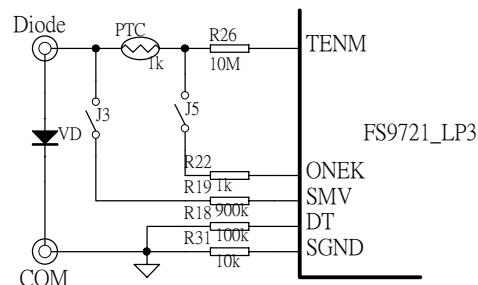 Diode
PTC
1k
R26
10M
TENM
J3
J5
VD
FS9721_LP3
R22
1k
ONEK
R19
900k
SMV
R18
100k
DT
R31
10k
SGND
COM